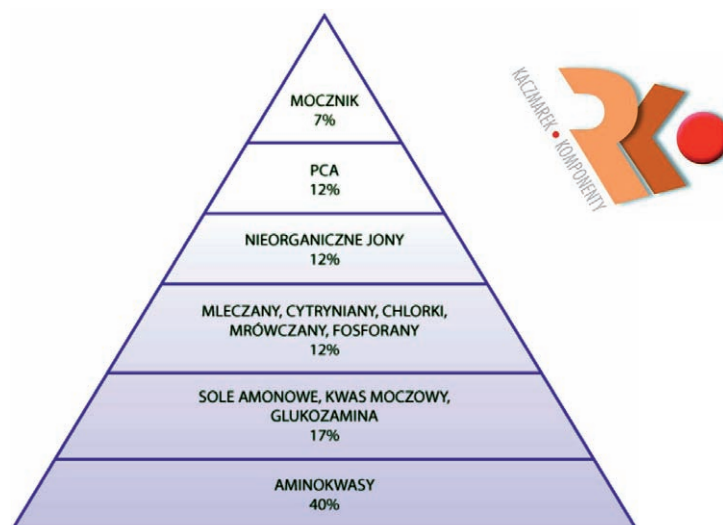 MOCZNIK
7%
PCA
12%
NIEORGANICZNE JONY
12%
MLECZANY, CYTRYNIANY, CHLORKI,
MRÓWCZANY, FOSFORANY
12%
SOLE AMONOWE, KWAS MOCZOWY,
GLUKOZAMINA
17%
AMINOKWASY
40%
KACZMAREK • KOMPONENTY